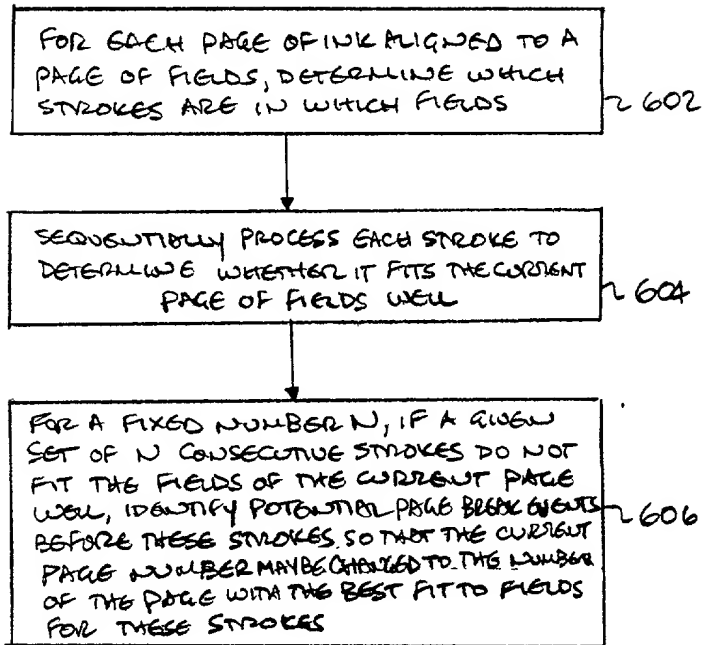 FOR EACH PAGE OF INK ALIGNED TO A
PAGE OF FIELDS, DETERMINE WHICH
STROKES ARE IN WHICH FIELDS
602
SEQUENTIALLY PROCESS EACH STROKE TO
DETERMINE WHETHER IT FITS THE CURRENT
PAGE OF FIELDS WELL
604
FOR A FIXED NUMBER N, IF A GIVEN
SET OF N CONSECUTIVE STROKES DO NOT
FIT THE FIELDS OF THE CURRENT PAGE
WELL, IDENTIFY POTENTIAL PAGE BREAK EVENTS
BEFORE THESE STROKES SO THAT THE CURRENT
PAGE NUMBER MAY BE CHANGED TO THE NUMBER
OF THE PAGE WITH THE BEST FIT TO FIELDS
FOR THESE STROKES
606